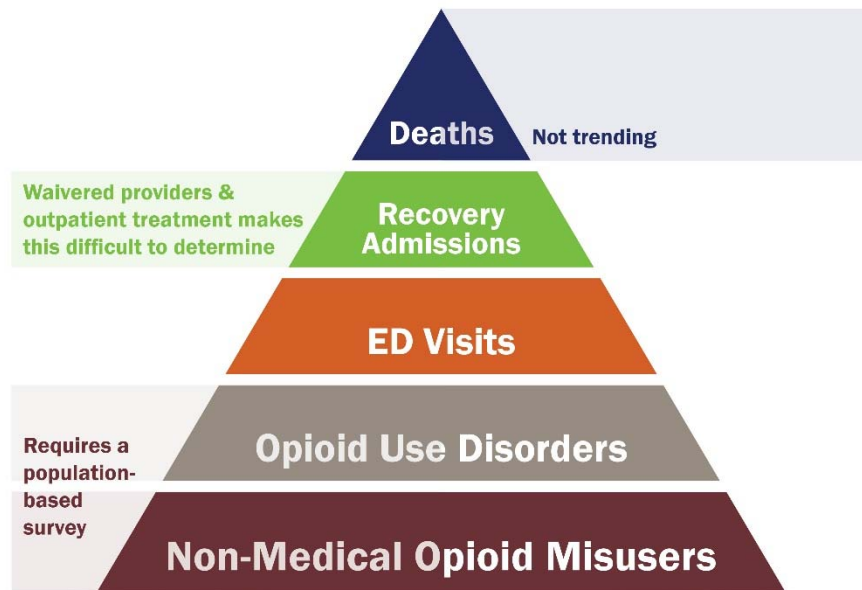 Deaths
Not trending
Waivered providers &
outpatient treatment makes
this difficult to determine
Recovery
Admissions
ED Visits
Opioid Use Disorders
Requires a
population-
based
survey
Non-Medical Opioid Misusers